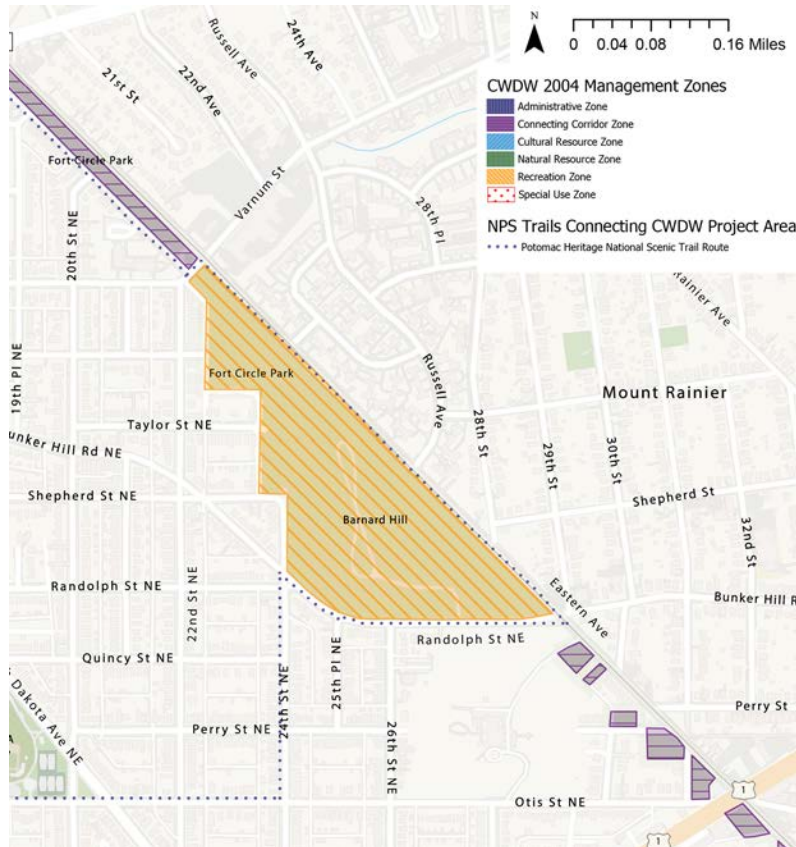 N
0 0.04 0.08 0.16 Miles
CWDW 2004 Management Zones
Administrative Zone
Connecting Corridor Zone
Cultural Resource Zone
Natural Resource Zone
Recreation Zone
Special Use Zone
NPS Trails Connecting CWDW Project Area
Potomac Heritage National Scenic Trail Route
Russell Ave
24th Ave
21st St
22nd Ave
Fort Circle Park
Varnum St
28th Pl
20th St NE
Rainier Ave
Fort Circle Park
19th Pl NE
Russell Ave
Mount Rainier
28th St
29th St
30th St
Taylor St NE
unker Hill Rd NE
Shepherd St NE
Shepherd St
Barnard Hill
32nd St
Randolph St NE
22nd St NE
Eastern Ave
Bunker Hill R
Randolph St NE
Quincy St NE
24th St NE
25th Pl NE
26th St NE
Dakota Ave NE
Perry St NE
Perry St
Otis St NE
1
1